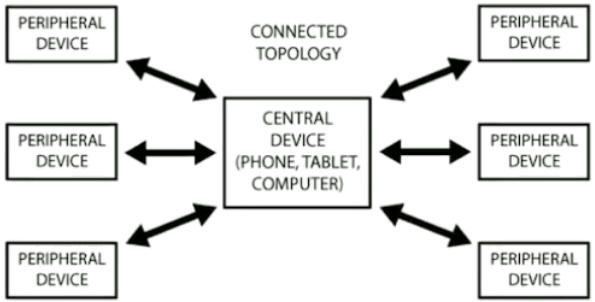 PERIPHERAL
DEVICE
CONNECTED
TOPOLOGY
PERIPHERAL
DEVICE
PERIPHERAL
DEVICE
CENTRAL
DEVICE
(PHONE, TABLET,
COMPUTER)
PERIPHERAL
DEVICE
PERIPHERAL
DEVICE
PERIPHERAL
DEVICE